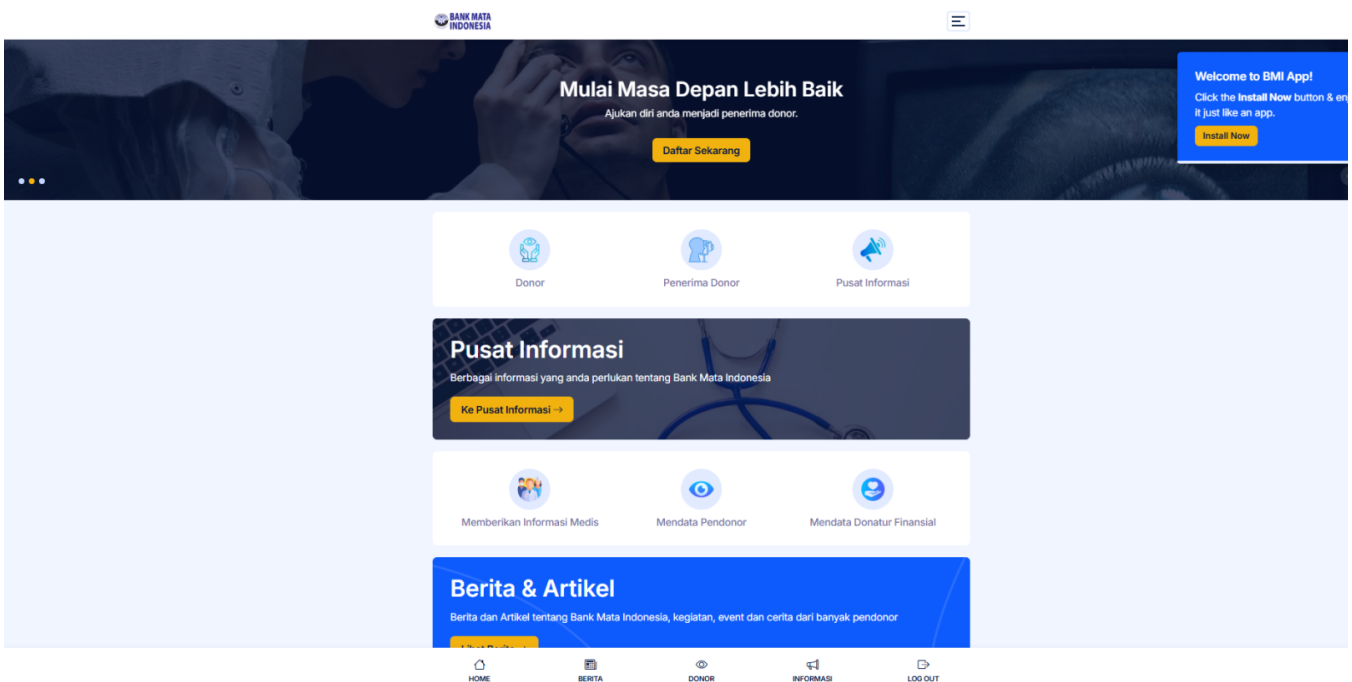 BANK MATA
INDONESIA
Mulai Masa Depan Lebih Baik
Ajukan diri anda menjadi penerima donor.
Daftar Sekarang
Welcome to BMI App!
Click the Install Now button &
it just like an app.
Install Now
Donor
Penerima Donor
Pusat Informasi
Pusat Informasi
Berbagai informasi yang anda perlukan tentang Bank Mata Indonesia
Ke Pusat Informasi →
Memberikan Informasi Medis
Mendata Pendonor
Mendata Donatur Finansial
Berita & Artikel
Berita dan Artikel tentang Bank Mata Indonesia, kegiatan, event dan cerita dari banyak pendonor
HOME
BERITA
DONOR
INFORMASI
LOG OUT